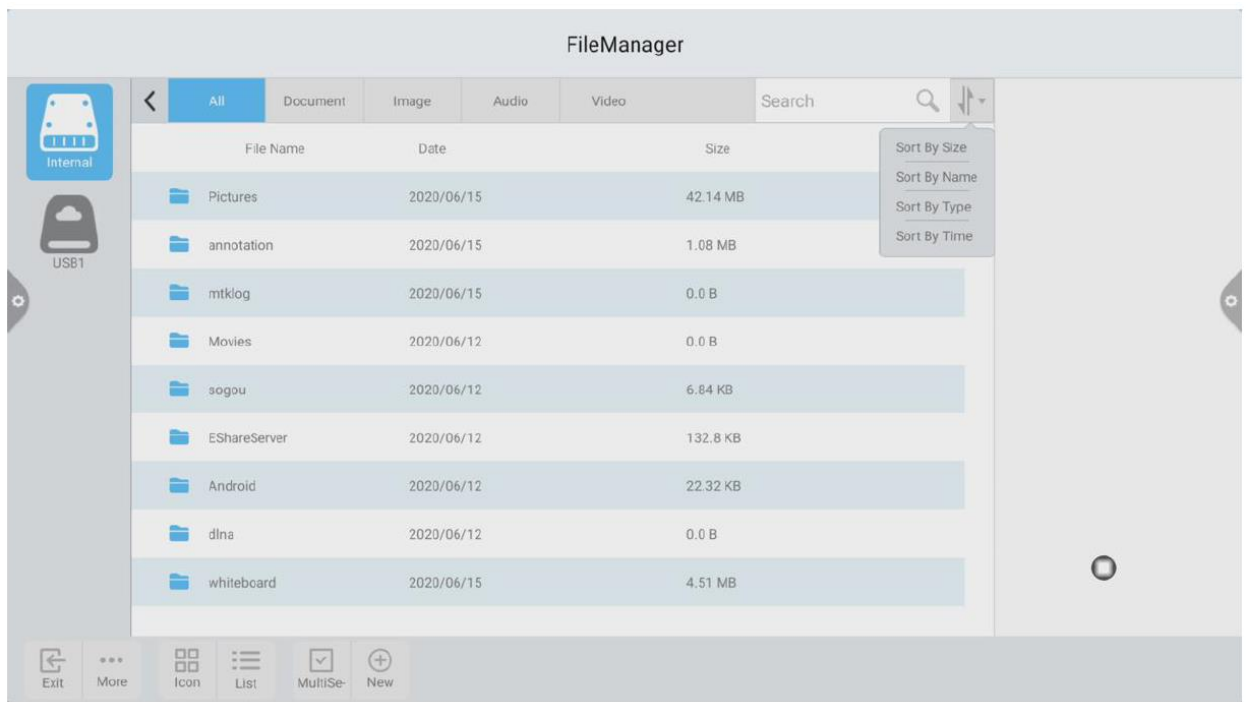 FileManager
All Document Image Audio Video Search
Internal
File Name Date Size
Sort By Size
Sort By Name
Sort By Type
Sort By Time
Pictures 2020/06/15 42.14 MB
annotation 2020/06/15 1.08 MB
USB1
mtklog 2020/06/15 0.0 B
Movies 2020/06/12 0.0 B
sogou 2020/06/12 6.84 KB
EShareServer 2020/06/12 132.8 KB
Android 2020/06/12 22.32 KB
dlna 2020/06/12 0.0 B
whiteboard 2020/06/15 4.51 MB
Exit More Icon List MultiSe- New